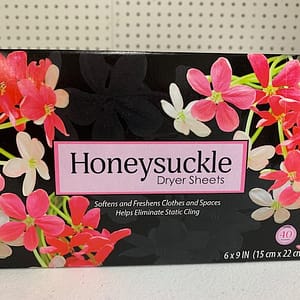 Honeysuckle
Dryer Sheets
Softens and Freshens Clothes and Spaces
Helps Eliminate Static Cling
40
6 x 9 IN (15 cm x 22 cm